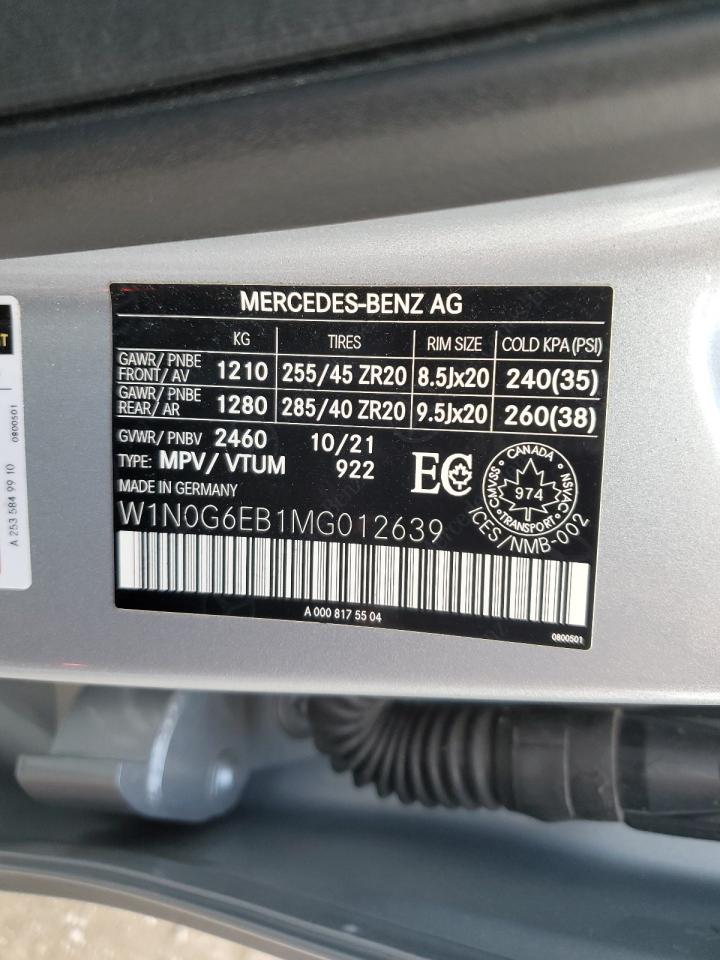 MERCEDES-BENZ AG
KG TIRES RIM SIZE COLD KPA (PSI)
GAWR/ PNBE
FRONT/ AV 1210 255/45 ZR20 8.5Jx20 240(35)
GAWR/ PNBE
REAR/ AR 1280 285/40 ZR20 9.5Jx20 260(38)
GVWR/ PNBV 2460 10/21
TYPE: MPV/ VTUM 922
MADE IN GERMANY
EC
CANADA
CMVSS NSVAC
974
TRANSPORT
ICES/NMB-002
W1N0G6EB1MG012639
A 000 817 55 04
0800501
A 253 584 99 10
0800501